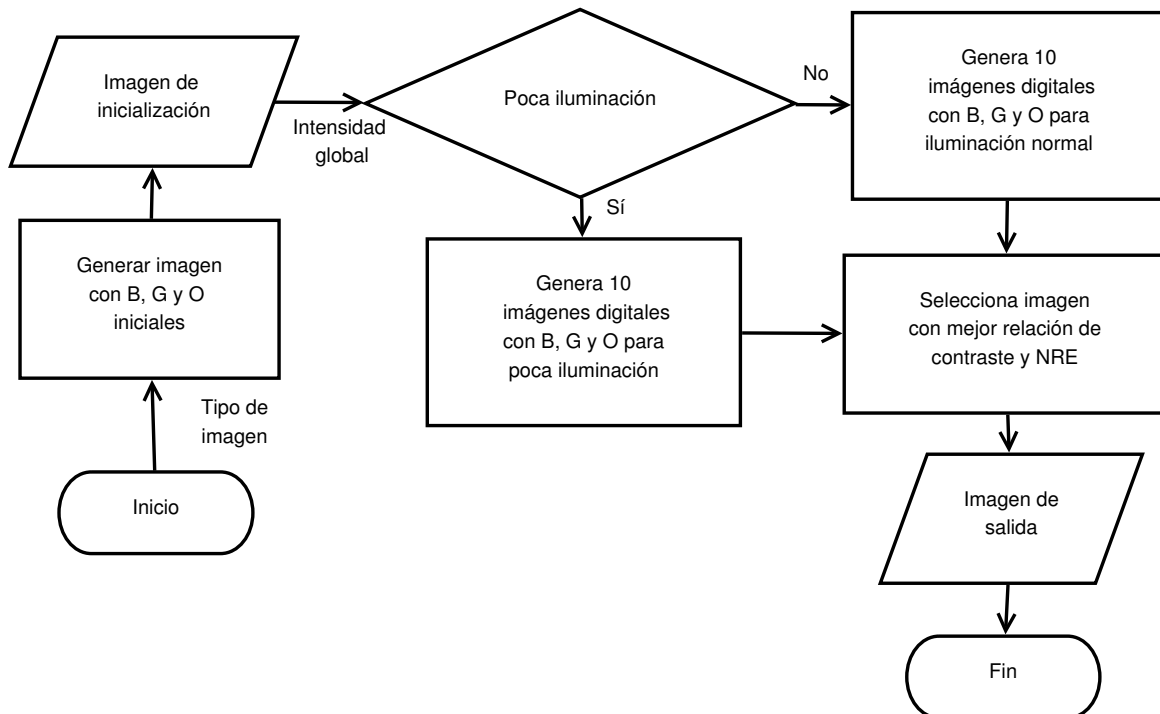 Imagen de
inicialización
Intensidad
global
Poca iluminación
No
Sí
Genera 10
imágenes digitales
con B, G y O para
iluminación normal
Generar imagen
con B, G y O
iniciales
Genera 10
imágenes digitales
con B, G y O para
poca iluminación
Selecciona imagen
con mejor relación de
contraste y NRE
Tipo de
imagen
Inicio
Imagen de
salida
Fin